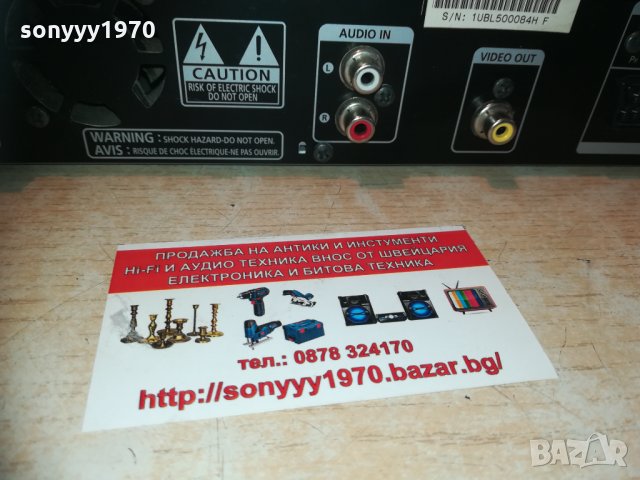 sonyyy1970
sonyyy1970
S/N: 1UBL500084H F
AUDIO IN
L
R
VIDEO OUT
CAUTION
RISK OF ELECTRIC SHOCK
DO NOT OPEN
WARNING : SHOCK HAZARD-DO NOT OPEN.
AVIS : RISQUE DE CHOC ÉLECTRIQUE-NE PAS OUVRIR.
ПРОДАЖБА НА АНТИКИ И ИНСТУМЕНТИ
Hi-Fi И АУДИО ТЕХНИКА ВНОС ОТ ШВЕЙЦАРИЯ
ЕЛЕКТРОНИКА И БИТОВА ТЕХНИКА
тел.: 0878 324170
http://sonyyy1970.bazar.bg/
BAZAR
bg